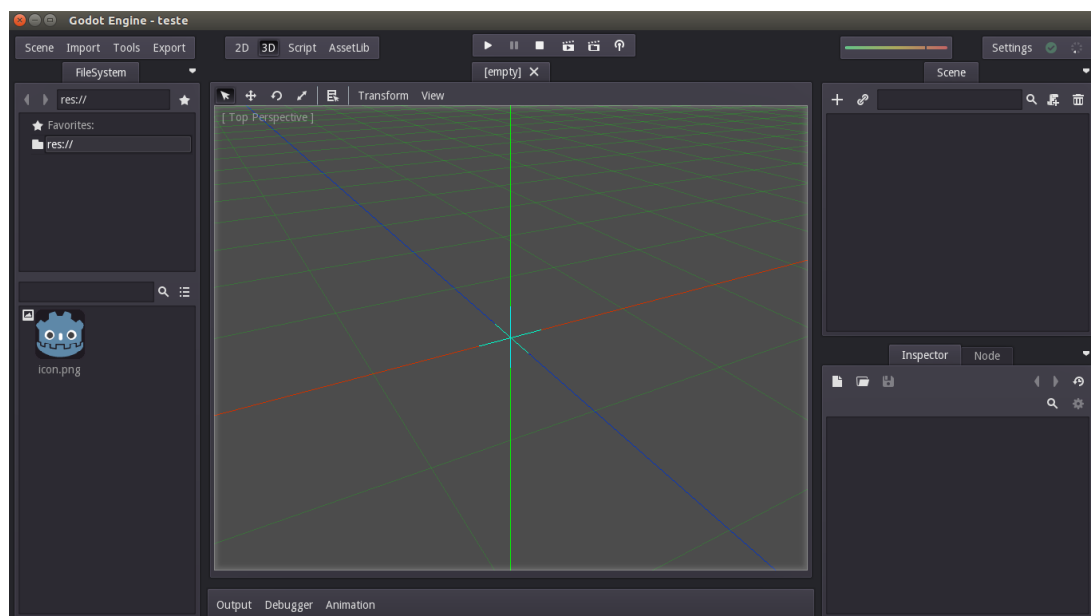 Godot Engine - teste
Scene Import Tools Export 2D 3D Script AssetLib Settings
FileSystem [empty] Scene
res:// Transform View
[ Top Perspective ]
Favorites:
res://
icon.png
Inspector Node
Output Debugger Animation